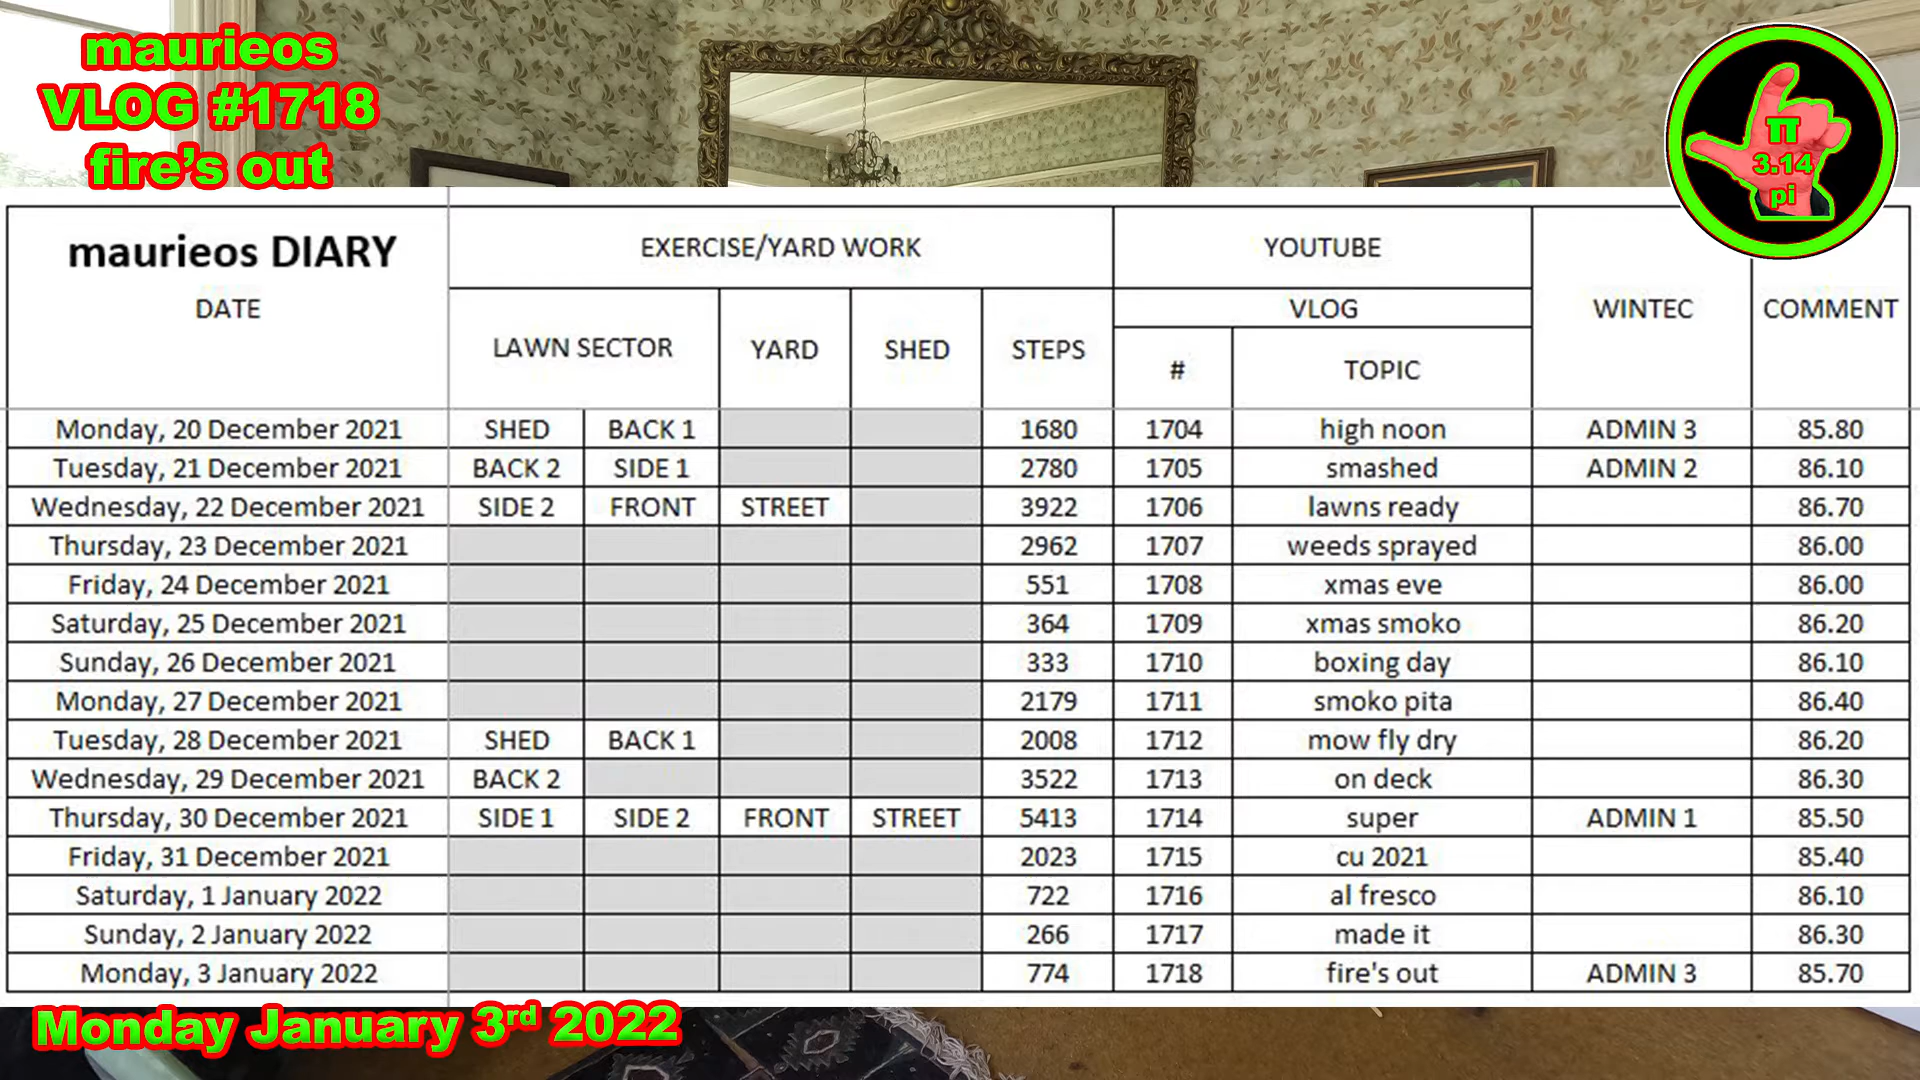 maurieos
VLOG #1718
fire's out
π
3.14
pi
maurieos DIARY
DATE
EXERCISE/YARD WORK
YOUTUBE
WINTEC
COMMENT
LAWN SECTOR
YARD
SHED
STEPS
VLOG
#
TOPIC
Monday, 20 December 2021 SHED BACK 1 1680 1704 high noon ADMIN 3 85.80
Tuesday, 21 December 2021 BACK 2 SIDE 1 2780 1705 smashed ADMIN 2 86.10
Wednesday, 22 December 2021 SIDE 2 FRONT STREET 3922 1706 lawns ready 86.70
Thursday, 23 December 2021 2962 1707 weeds sprayed 86.00
Friday, 24 December 2021 551 1708 xmas eve 86.00
Saturday, 25 December 2021 364 1709 xmas smoko 86.20
Sunday, 26 December 2021 333 1710 boxing day 86.10
Monday, 27 December 2021 2179 1711 smoko pita 86.40
Tuesday, 28 December 2021 SHED BACK 1 2008 1712 mow fly dry 86.20
Wednesday, 29 December 2021 BACK 2 3522 1713 on deck 86.30
Thursday, 30 December 2021 SIDE 1 SIDE 2 FRONT STREET 5413 1714 super ADMIN 1 85.50
Friday, 31 December 2021 2023 1715 cu 2021 85.40
Saturday, 1 January 2022 722 1716 al fresco 86.10
Sunday, 2 January 2022 266 1717 made it 86.30
Monday, 3 January 2022 774 1718 fire's out ADMIN 3 85.70
Monday January 3rd 2022